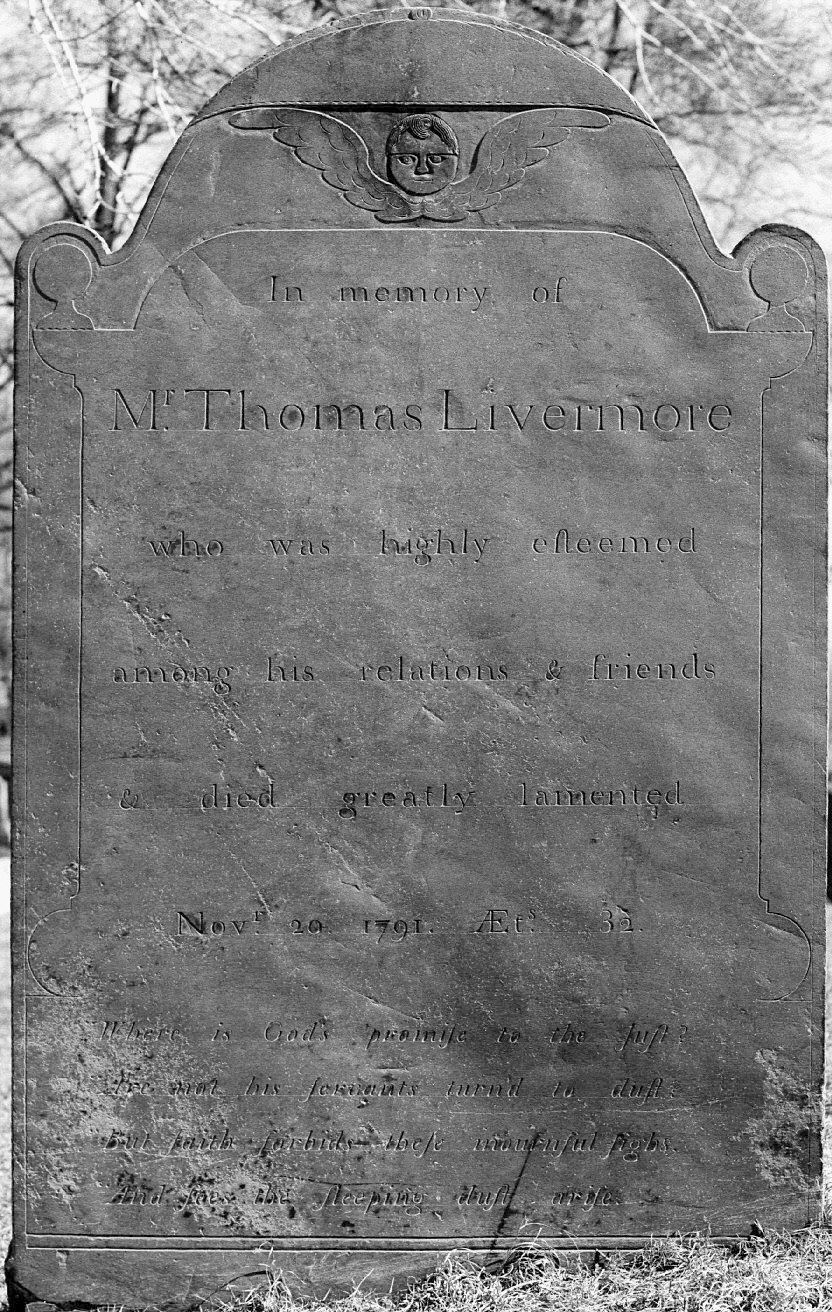 In memory of
Mr. Thomas Livermore
who was highly eſteemed
among his relations & friends
& died greatly lamented
Novr. 20. 1791. Æts. 32.
Where is God's promiſe to the Juſt?
Are not his ſervants turn'd to duſt?
But faith forbids theſe mournful ſighs.
And ſees the ſleeping duſt ariſe.